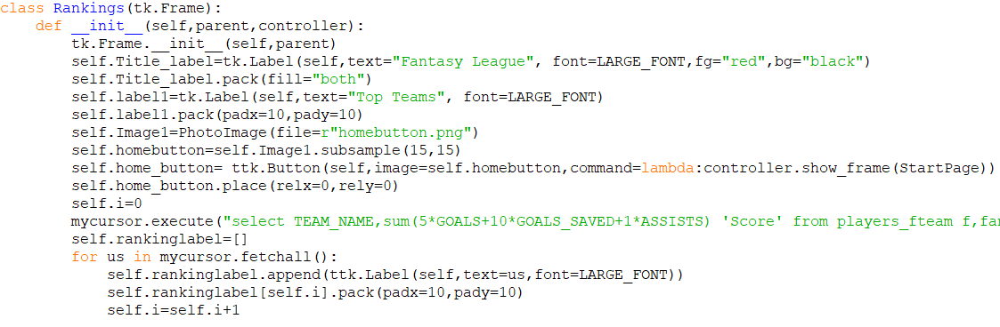 class Rankings(tk.Frame):
    def __init__(self,parent,controller):
        tk.Frame.__init__(self,parent)
        self.Title_label=tk.Label(self,text="Fantasy League", font=LARGE_FONT,fg="red",bg="black")
        self.Title_label.pack(fill="both")
        self.label1=tk.Label(self,text="Top Teams", font=LARGE_FONT)
        self.label1.pack(padx=10,pady=10)
        self.Image1=PhotoImage(file=r"homebutton.png")
        self.homebutton=self.Image1.subsample(15,15)
        self.home_button= ttk.Button(self,image=self.homebutton,command=lambda:controller.show_frame(StartPage))
        self.home_button.place(relx=0,rely=0)
        self.i=0
        mycursor.execute("select TEAM_NAME,sum(5*GOALS+10*GOALS_SAVED+1*ASSISTS) 'Score' from players_fteam f,
        self.rankinglabel=[]
        for us in mycursor.fetchall():
            self.rankinglabel.append(ttk.Label(self,text=us,font=LARGE_FONT))
            self.rankinglabel[self.i].pack(padx=10,pady=10)
            self.i=self.i+1